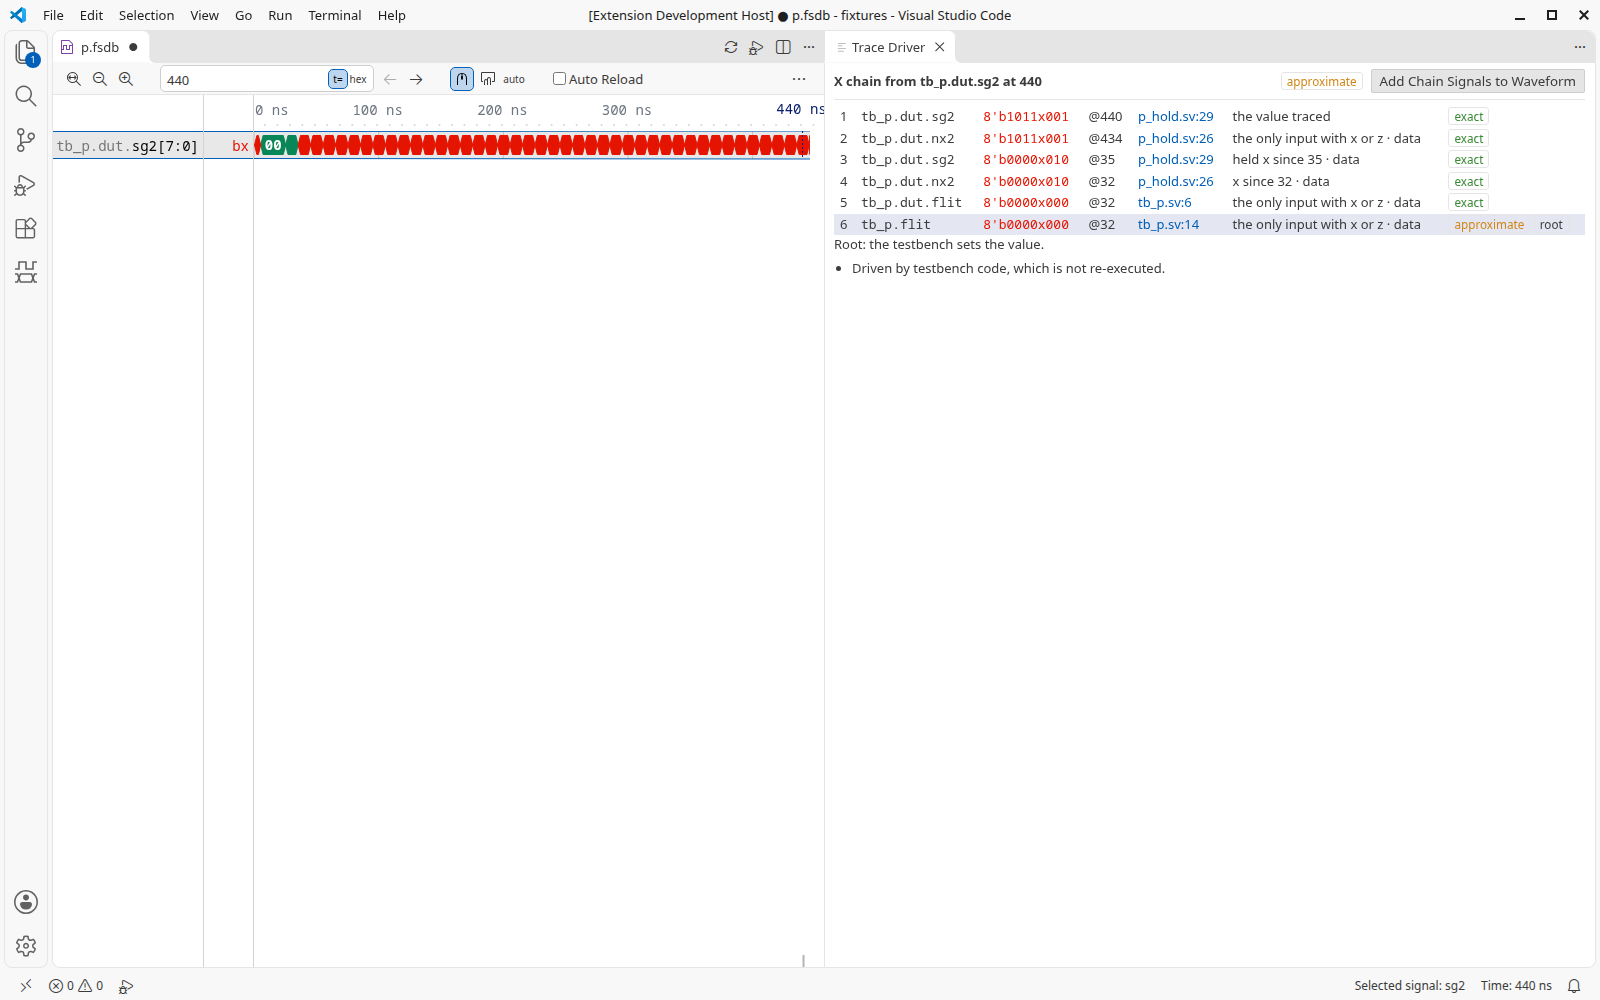 File Edit Selection View Go Run Terminal Help [Extension Development Host] ● p.fsdb - fixtures - Visual Studio Code
p.fsdb ●
Trace Driver
1
440 t= hex auto Auto Reload
X chain from tb_p.dut.sg2 at 440 approximate Add Chain Signals to Waveform
0 ns 100 ns 200 ns 300 ns 440 ns
tb_p.dut.sg2[7:0] bx 00
1 tb_p.dut.sg2 8'b1011x001 @440 p_hold.sv:29 the value traced exact
2 tb_p.dut.nx2 8'b1011x001 @434 p_hold.sv:26 the only input with x or z · data exact
3 tb_p.dut.sg2 8'b0000x010 @35 p_hold.sv:29 held x since 35 · data exact
4 tb_p.dut.nx2 8'b0000x010 @32 p_hold.sv:26 x since 32 · data exact
5 tb_p.dut.flit 8'b0000x000 @32 tb_p.sv:6 the only input with x or z · data exact
6 tb_p.flit 8'b0000x000 @32 tb_p.sv:14 the only input with x or z · data approximate root
Root: the testbench sets the value.
• Driven by testbench code, which is not re-executed.
0 0 Selected signal: sg2 Time: 440 ns